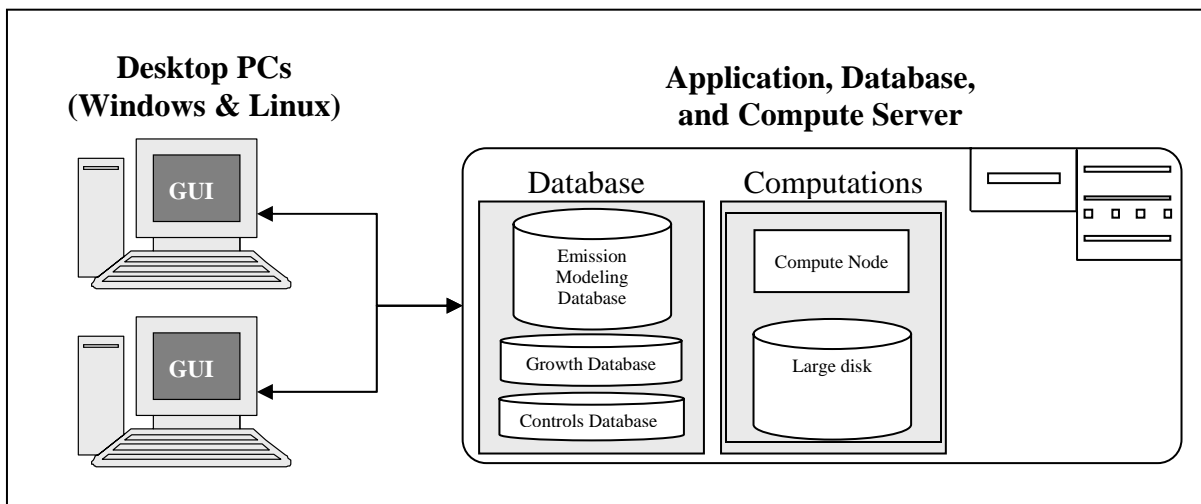 Desktop PCs
(Windows & Linux)
GUI
GUI
Application, Database,
and Compute Server
Database
Emission
Modeling
Database
Growth Database
Controls Database
Computations
Compute Node
Large disk